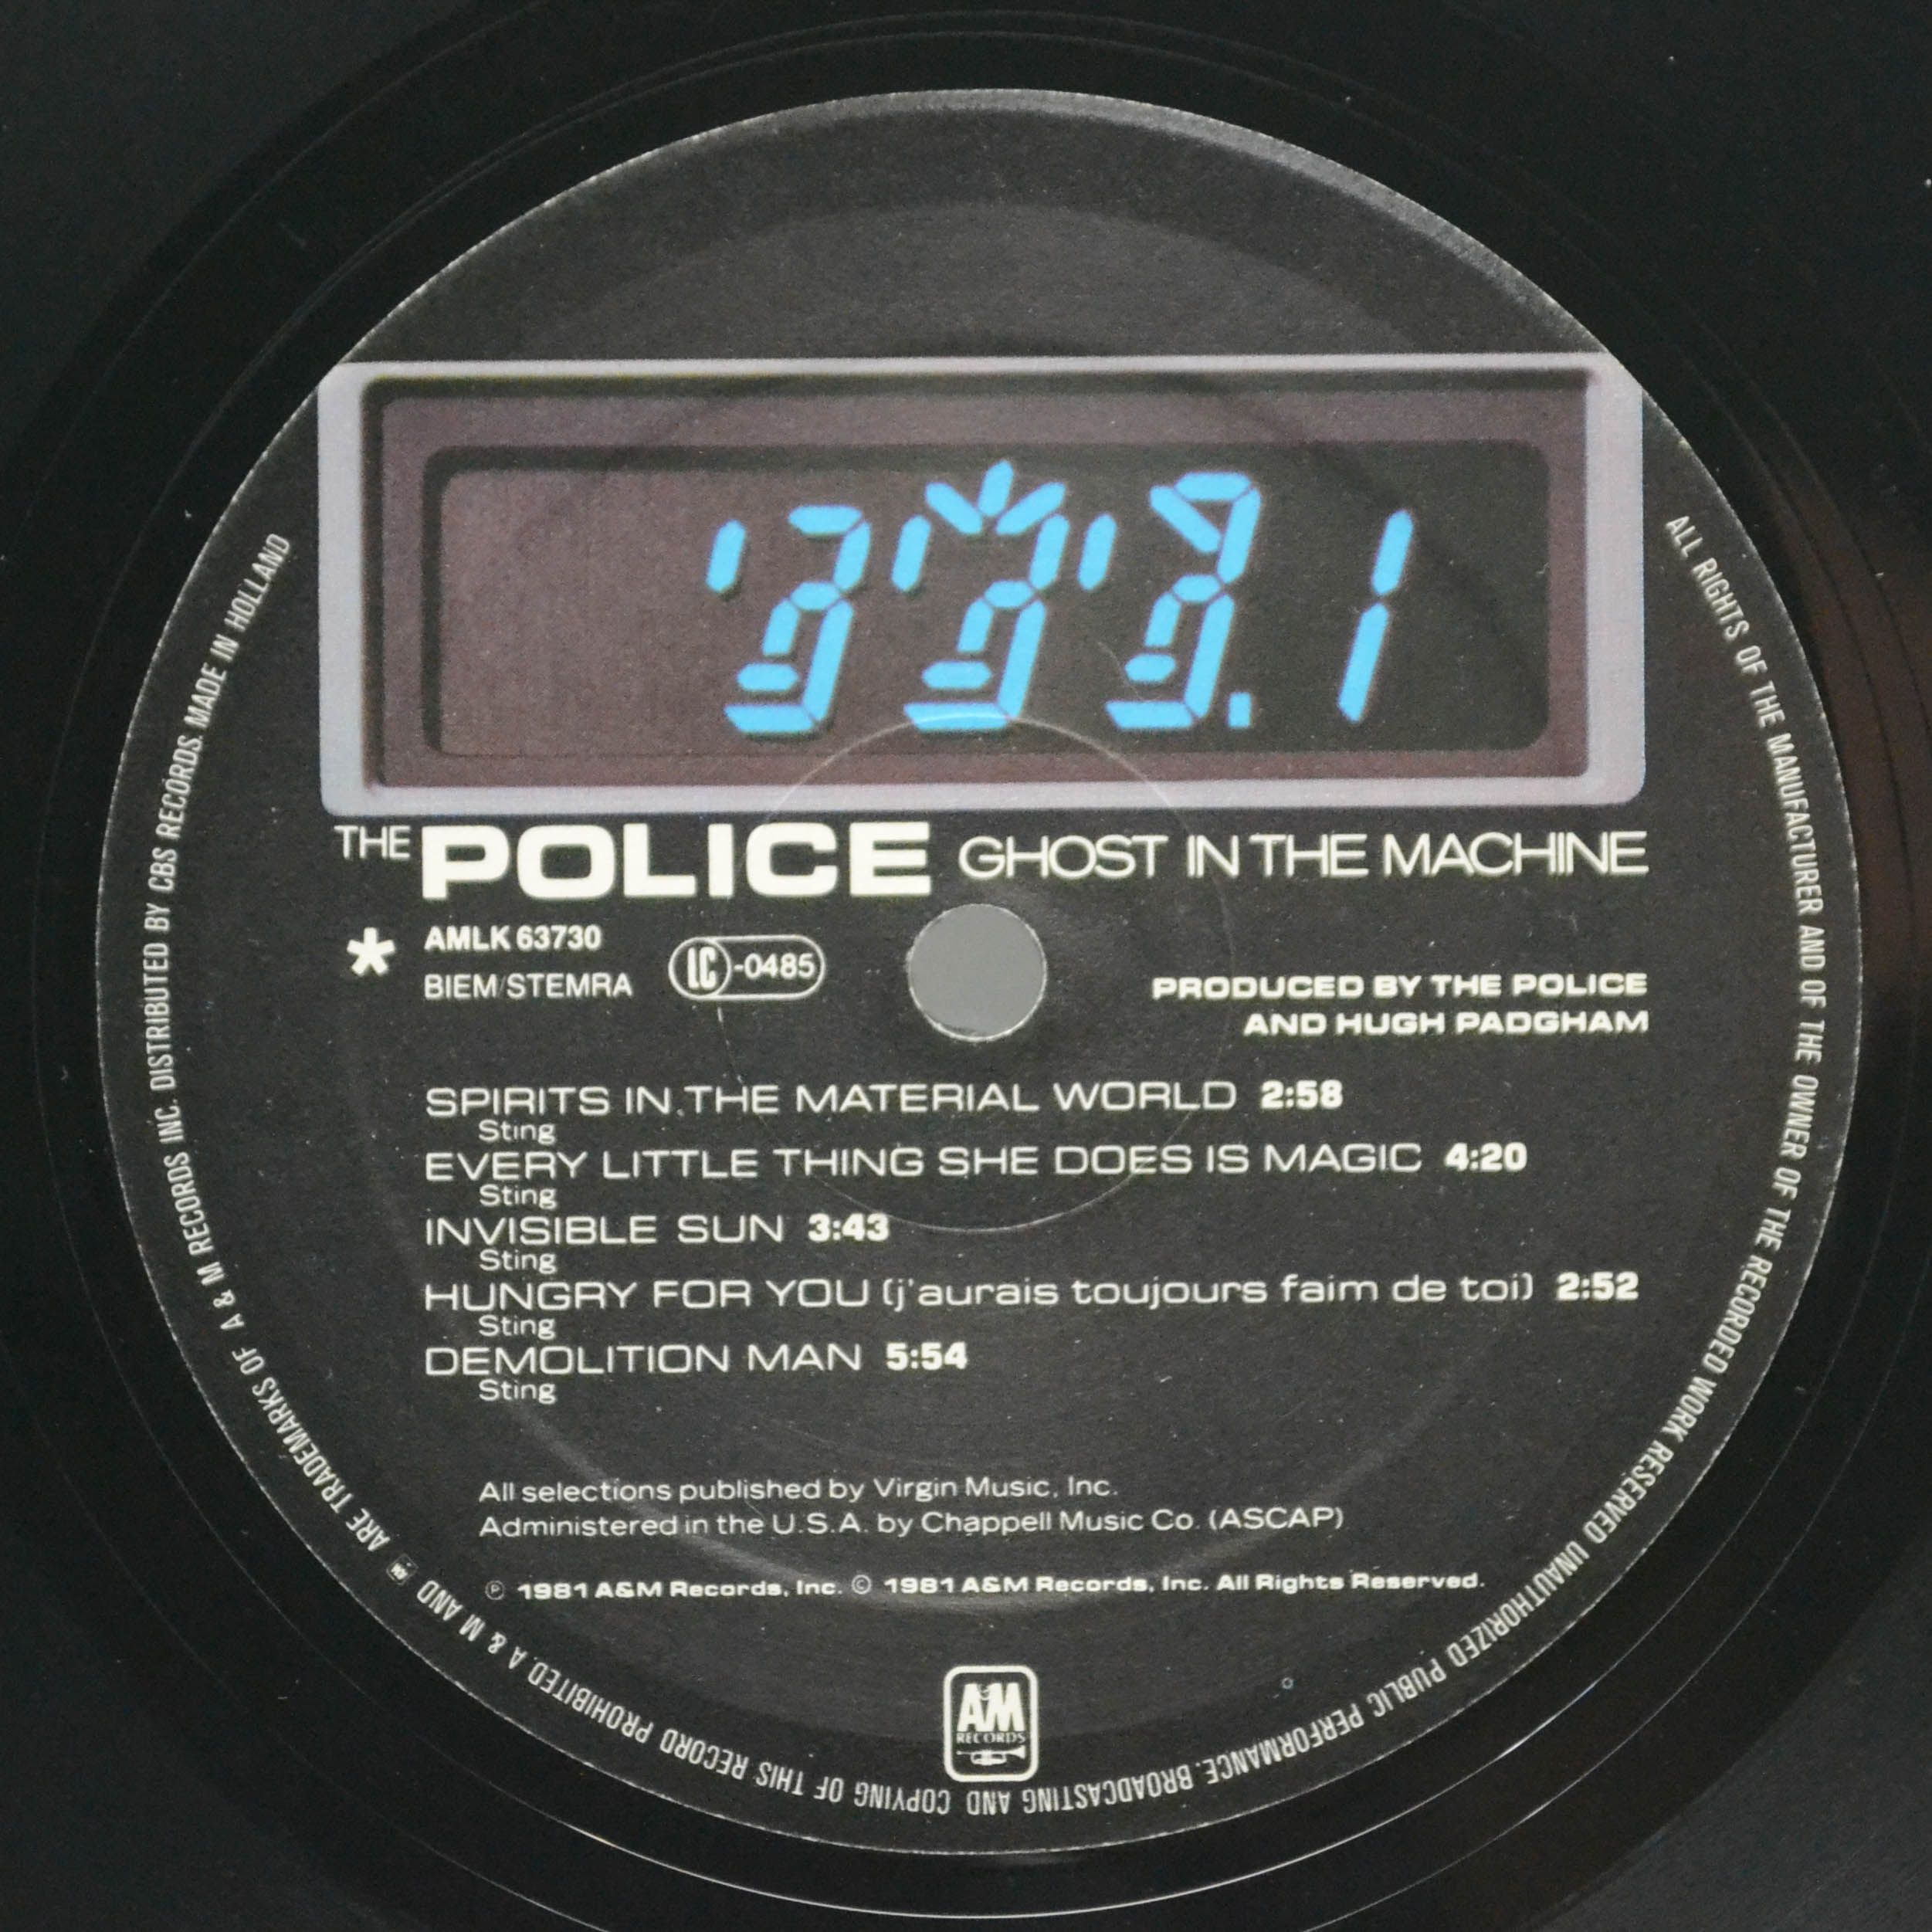 .1
THE POLICE GHOST IN THE MACHINE
* AMLK 63730
BIEM/STEMRA
LC-0485
PRODUCED BY THE POLICE
AND HUGH PADGHAM
SPIRITS IN THE MATERIAL WORLD 2:58
Sting
EVERY LITTLE THING SHE DOES IS MAGIC 4:20
Sting
INVISIBLE SUN 3:43
Sting
HUNGRY FOR YOU (j'aurais toujours faim de toi) 2:52
Sting
DEMOLITION MAN 5:54
Sting
All selections published by Virgin Music, Inc.
Administered in the U.S.A. by Chappell Music Co. (ASCAP)
℗ 1981 A&M Records, Inc. © 1981 A&M Records, Inc. All Rights Reserved.
A&M
RECORDS
ALL RIGHTS OF THE MANUFACTURER AND OF THE OWNER OF THE RECORDED WORK RESERVED UNAUTHORIZED PUBLIC PERFORMANCE. BROADCASTING AND COPYING OF THIS RECORD PROHIBITED. A & M AND AM ARE TRADEMARKS OF A & M RECORDS INC. DISTRIBUTED BY CBS RECORDS. MADE IN HOLLAND